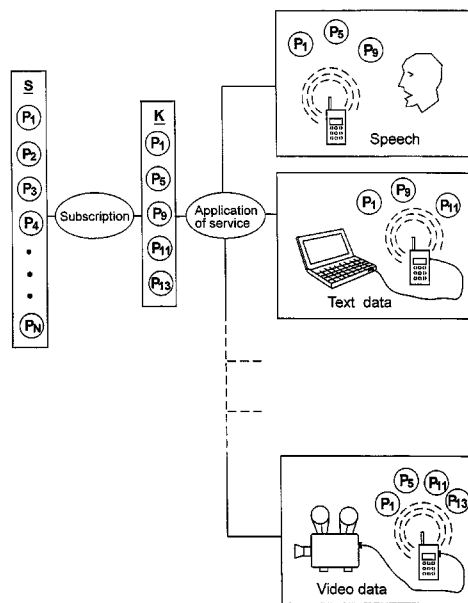 S
P1
P2
P3
P4
PN
Subscription
K
P1
P5
P9
P11
P13
Application
of service
P1
P5
P9
Speech
P1
P9
P11
Text data
P1
P5
P11
P13
Video data